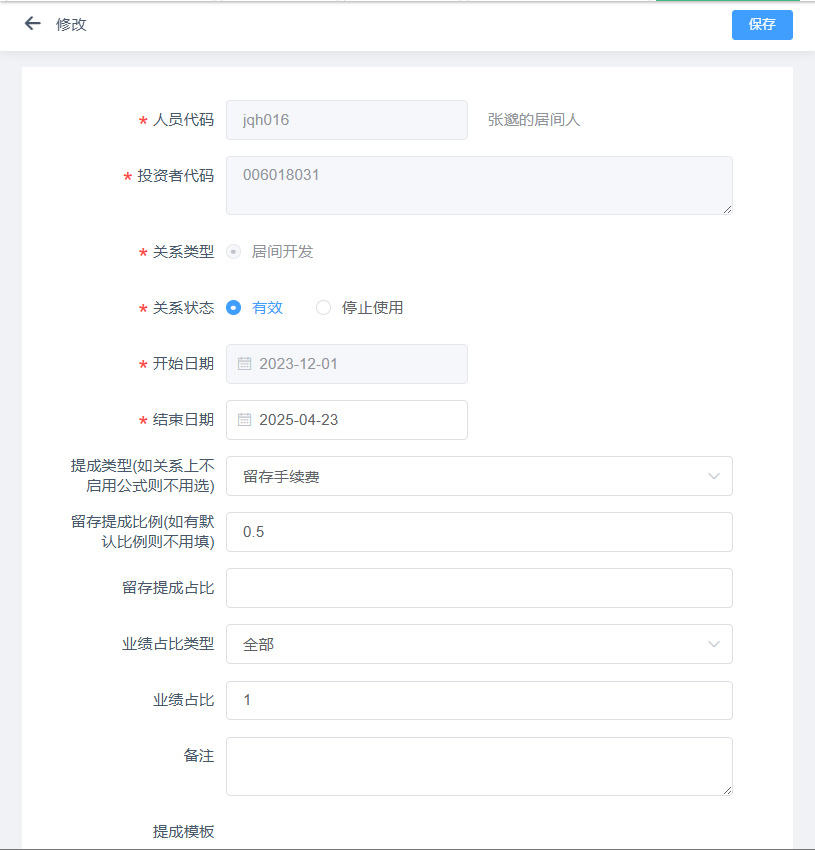 修改
保存
* 人员代码 jqh016 张邈的居间人
* 投资者代码 006018031
* 关系类型 居间开发
* 关系状态 有效 停止使用
* 开始日期 2023-12-01
* 结束日期 2025-04-23
提成类型(如关系上不
启用公式则不用选)
留存手续费
留存提成比例(如有默
认比例则不用填)
0.5
留存提成占比
业绩占比类型 全部
业绩占比 1
备注
提成模板